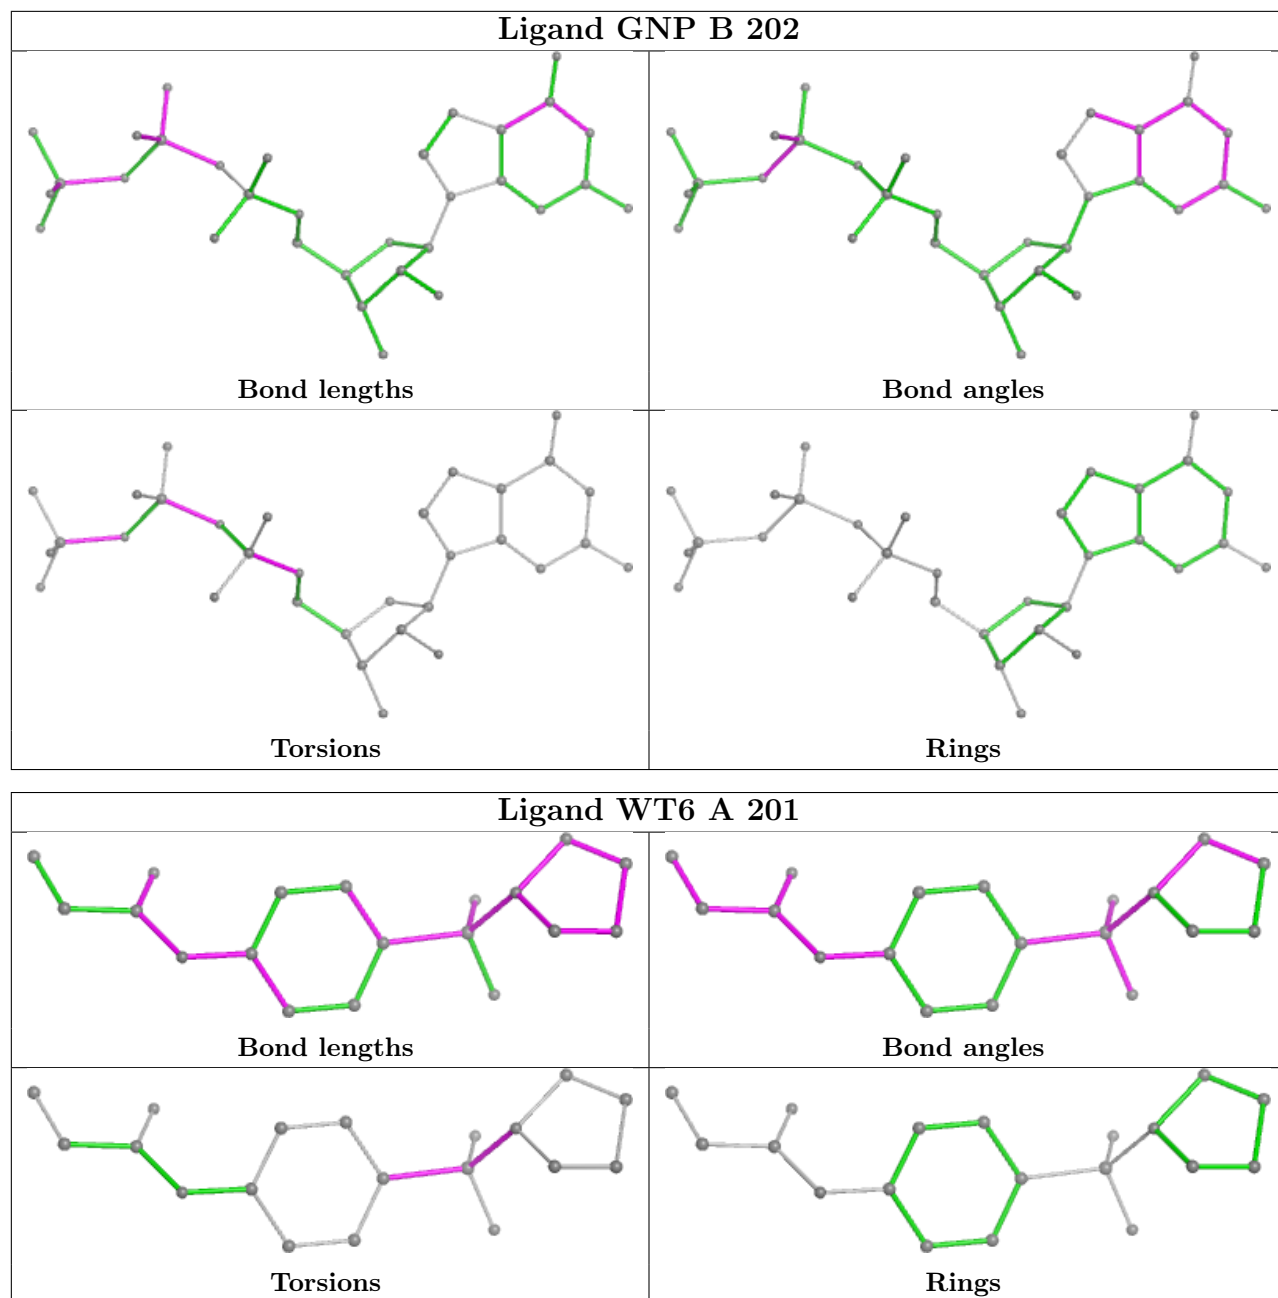 Ligand GNP B 202
Bond lengths
Bond angles
Torsions
Rings
Ligand WT6 A 201
Bond lengths
Bond angles
Torsions
Rings